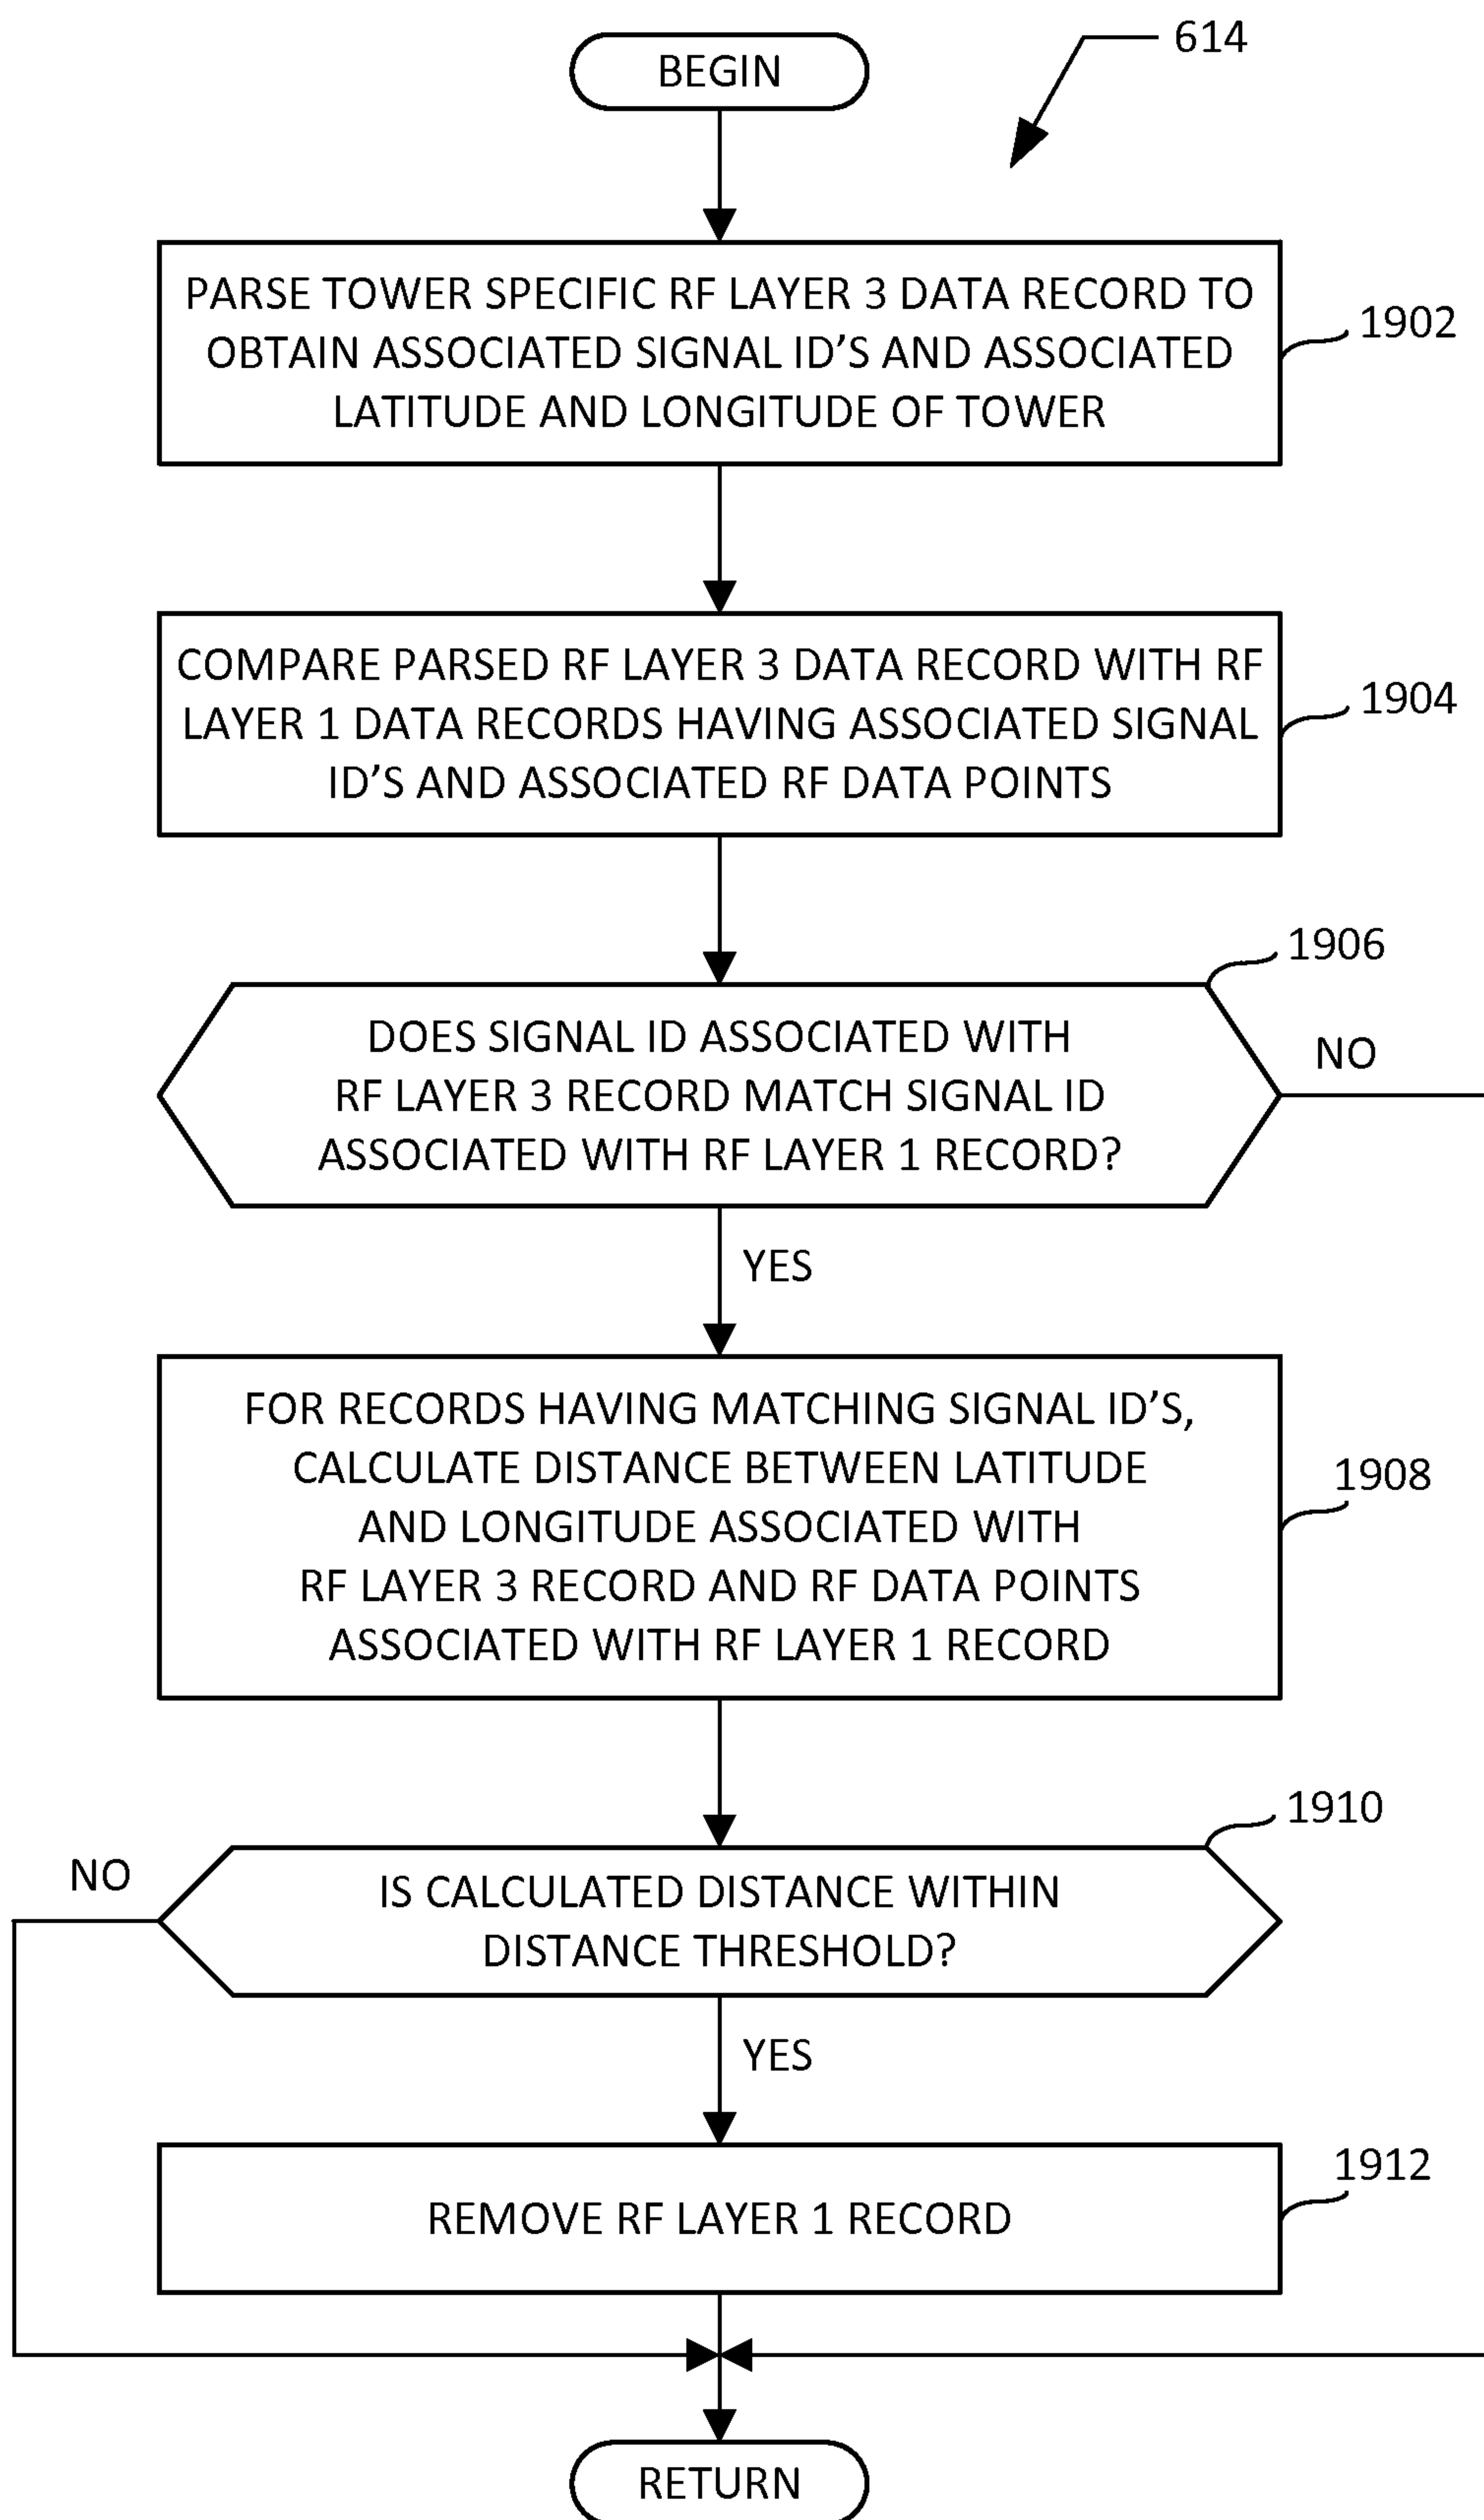 614
BEGIN
PARSE TOWER SPECIFIC RF LAYER 3 DATA RECORD TO
OBTAIN ASSOCIATED SIGNAL ID'S AND ASSOCIATED
LATITUDE AND LONGITUDE OF TOWER
1902
COMPARE PARSED RF LAYER 3 DATA RECORD WITH RF
LAYER 1 DATA RECORDS HAVING ASSOCIATED SIGNAL
ID'S AND ASSOCIATED RF DATA POINTS
1904
1906
DOES SIGNAL ID ASSOCIATED WITH
RF LAYER 3 RECORD MATCH SIGNAL ID
ASSOCIATED WITH RF LAYER 1 RECORD?
NO
YES
FOR RECORDS HAVING MATCHING SIGNAL ID'S,
CALCULATE DISTANCE BETWEEN LATITUDE
AND LONGITUDE ASSOCIATED WITH
RF LAYER 3 RECORD AND RF DATA POINTS
ASSOCIATED WITH RF LAYER 1 RECORD
1908
1910
NO
IS CALCULATED DISTANCE WITHIN
DISTANCE THRESHOLD?
YES
1912
REMOVE RF LAYER 1 RECORD
RETURN